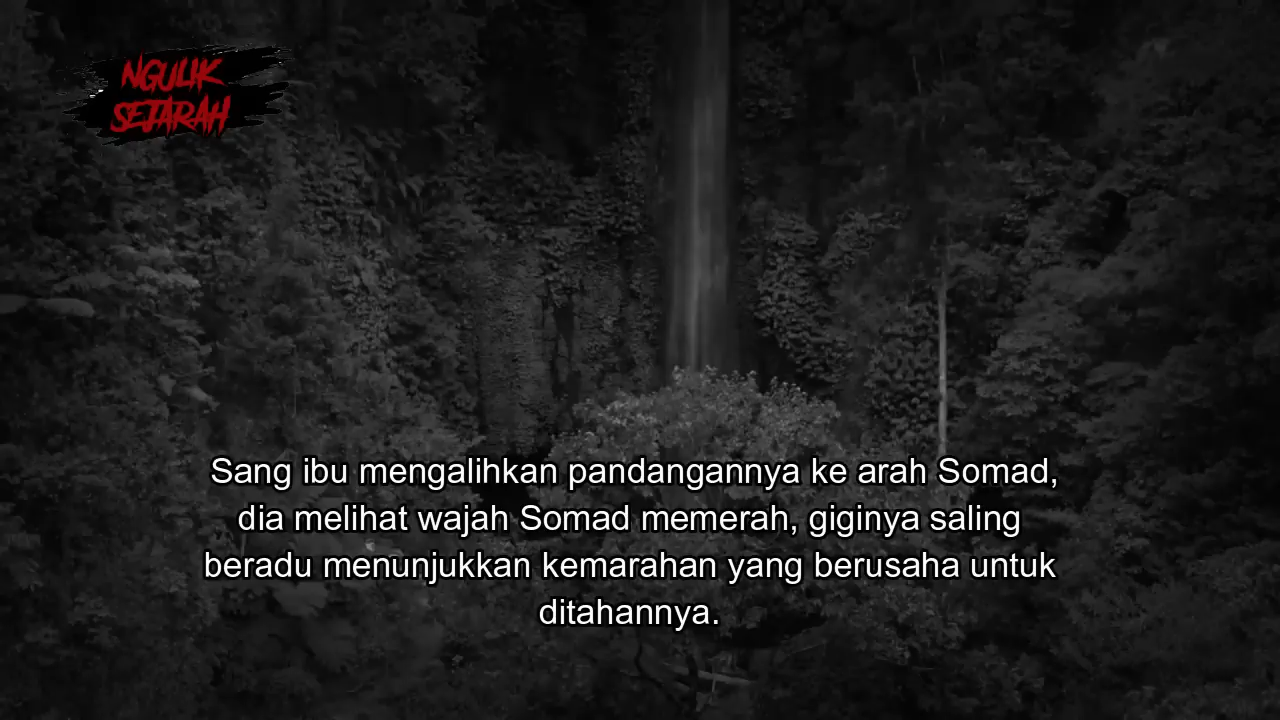 NGULIK
SEJARAH
Sang ibu mengalihkan pandangannya ke arah Somad,
dia melihat wajah Somad memerah, giginya saling
beradu menunjukkan kemarahan yang berusaha untuk
ditahannya.